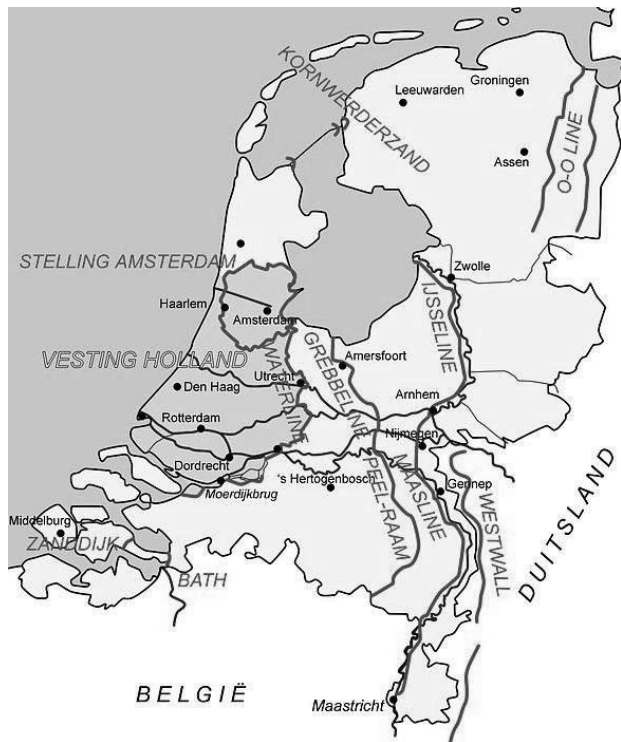 KORNWERDERZAND
Groningen
Leeuwarden
Assen
O-O LINE
STELLING AMSTERDAM
Zwolle
Haarlem
Amsterdam
IJSSELINE
VESTING HOLLAND
WATERLINIE
GREBBELINE
Amersfoort
Den Haag
Utrecht
Arnhem
Rotterdam
Nijmegen
Dordrecht
Moerdijkbrug
's Hertogenbosch
PEEL-RAAM
MAASLINE
Gennep
WESTWALL
DUITSLAND
Middelburg
ZANDDIJK
BATH
BELGIË
Maastricht